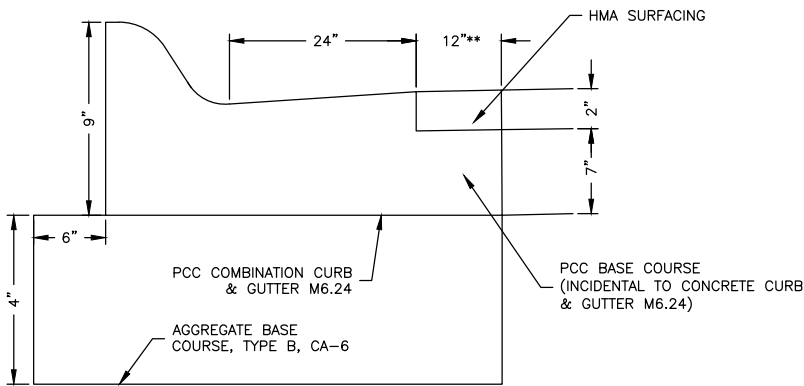 HMA SURFACING
24”
12”**
9”
2”
7”
6”
4”
PCC COMBINATION CURB
& GUTTER M6.24
PCC BASE COURSE
(INCIDENTAL TO CONCRETE CURB
& GUTTER M6.24)
AGGREGATE BASE
COURSE, TYPE B, CA–6